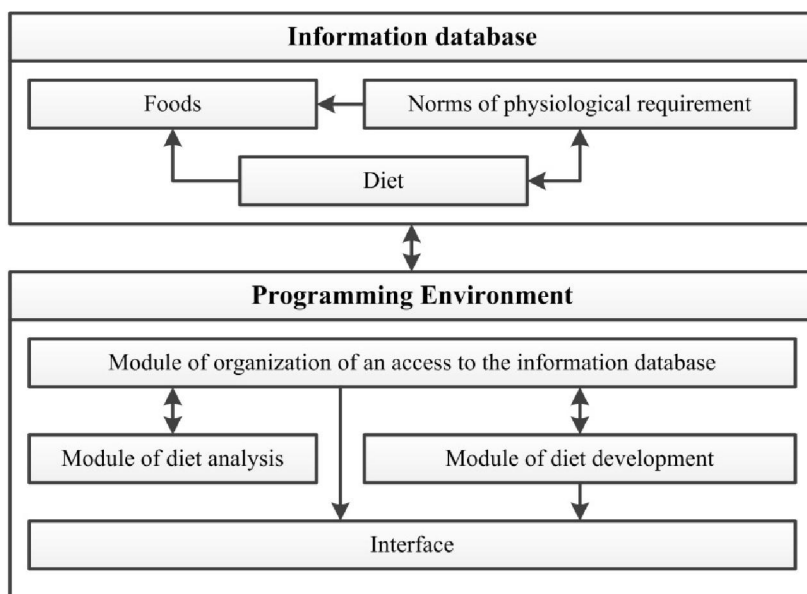 Information database
Foods
Norms of physiological requirement
Diet
Programming Environment
Module of organization of an access to the information database
Module of diet analysis
Module of diet development
Interface